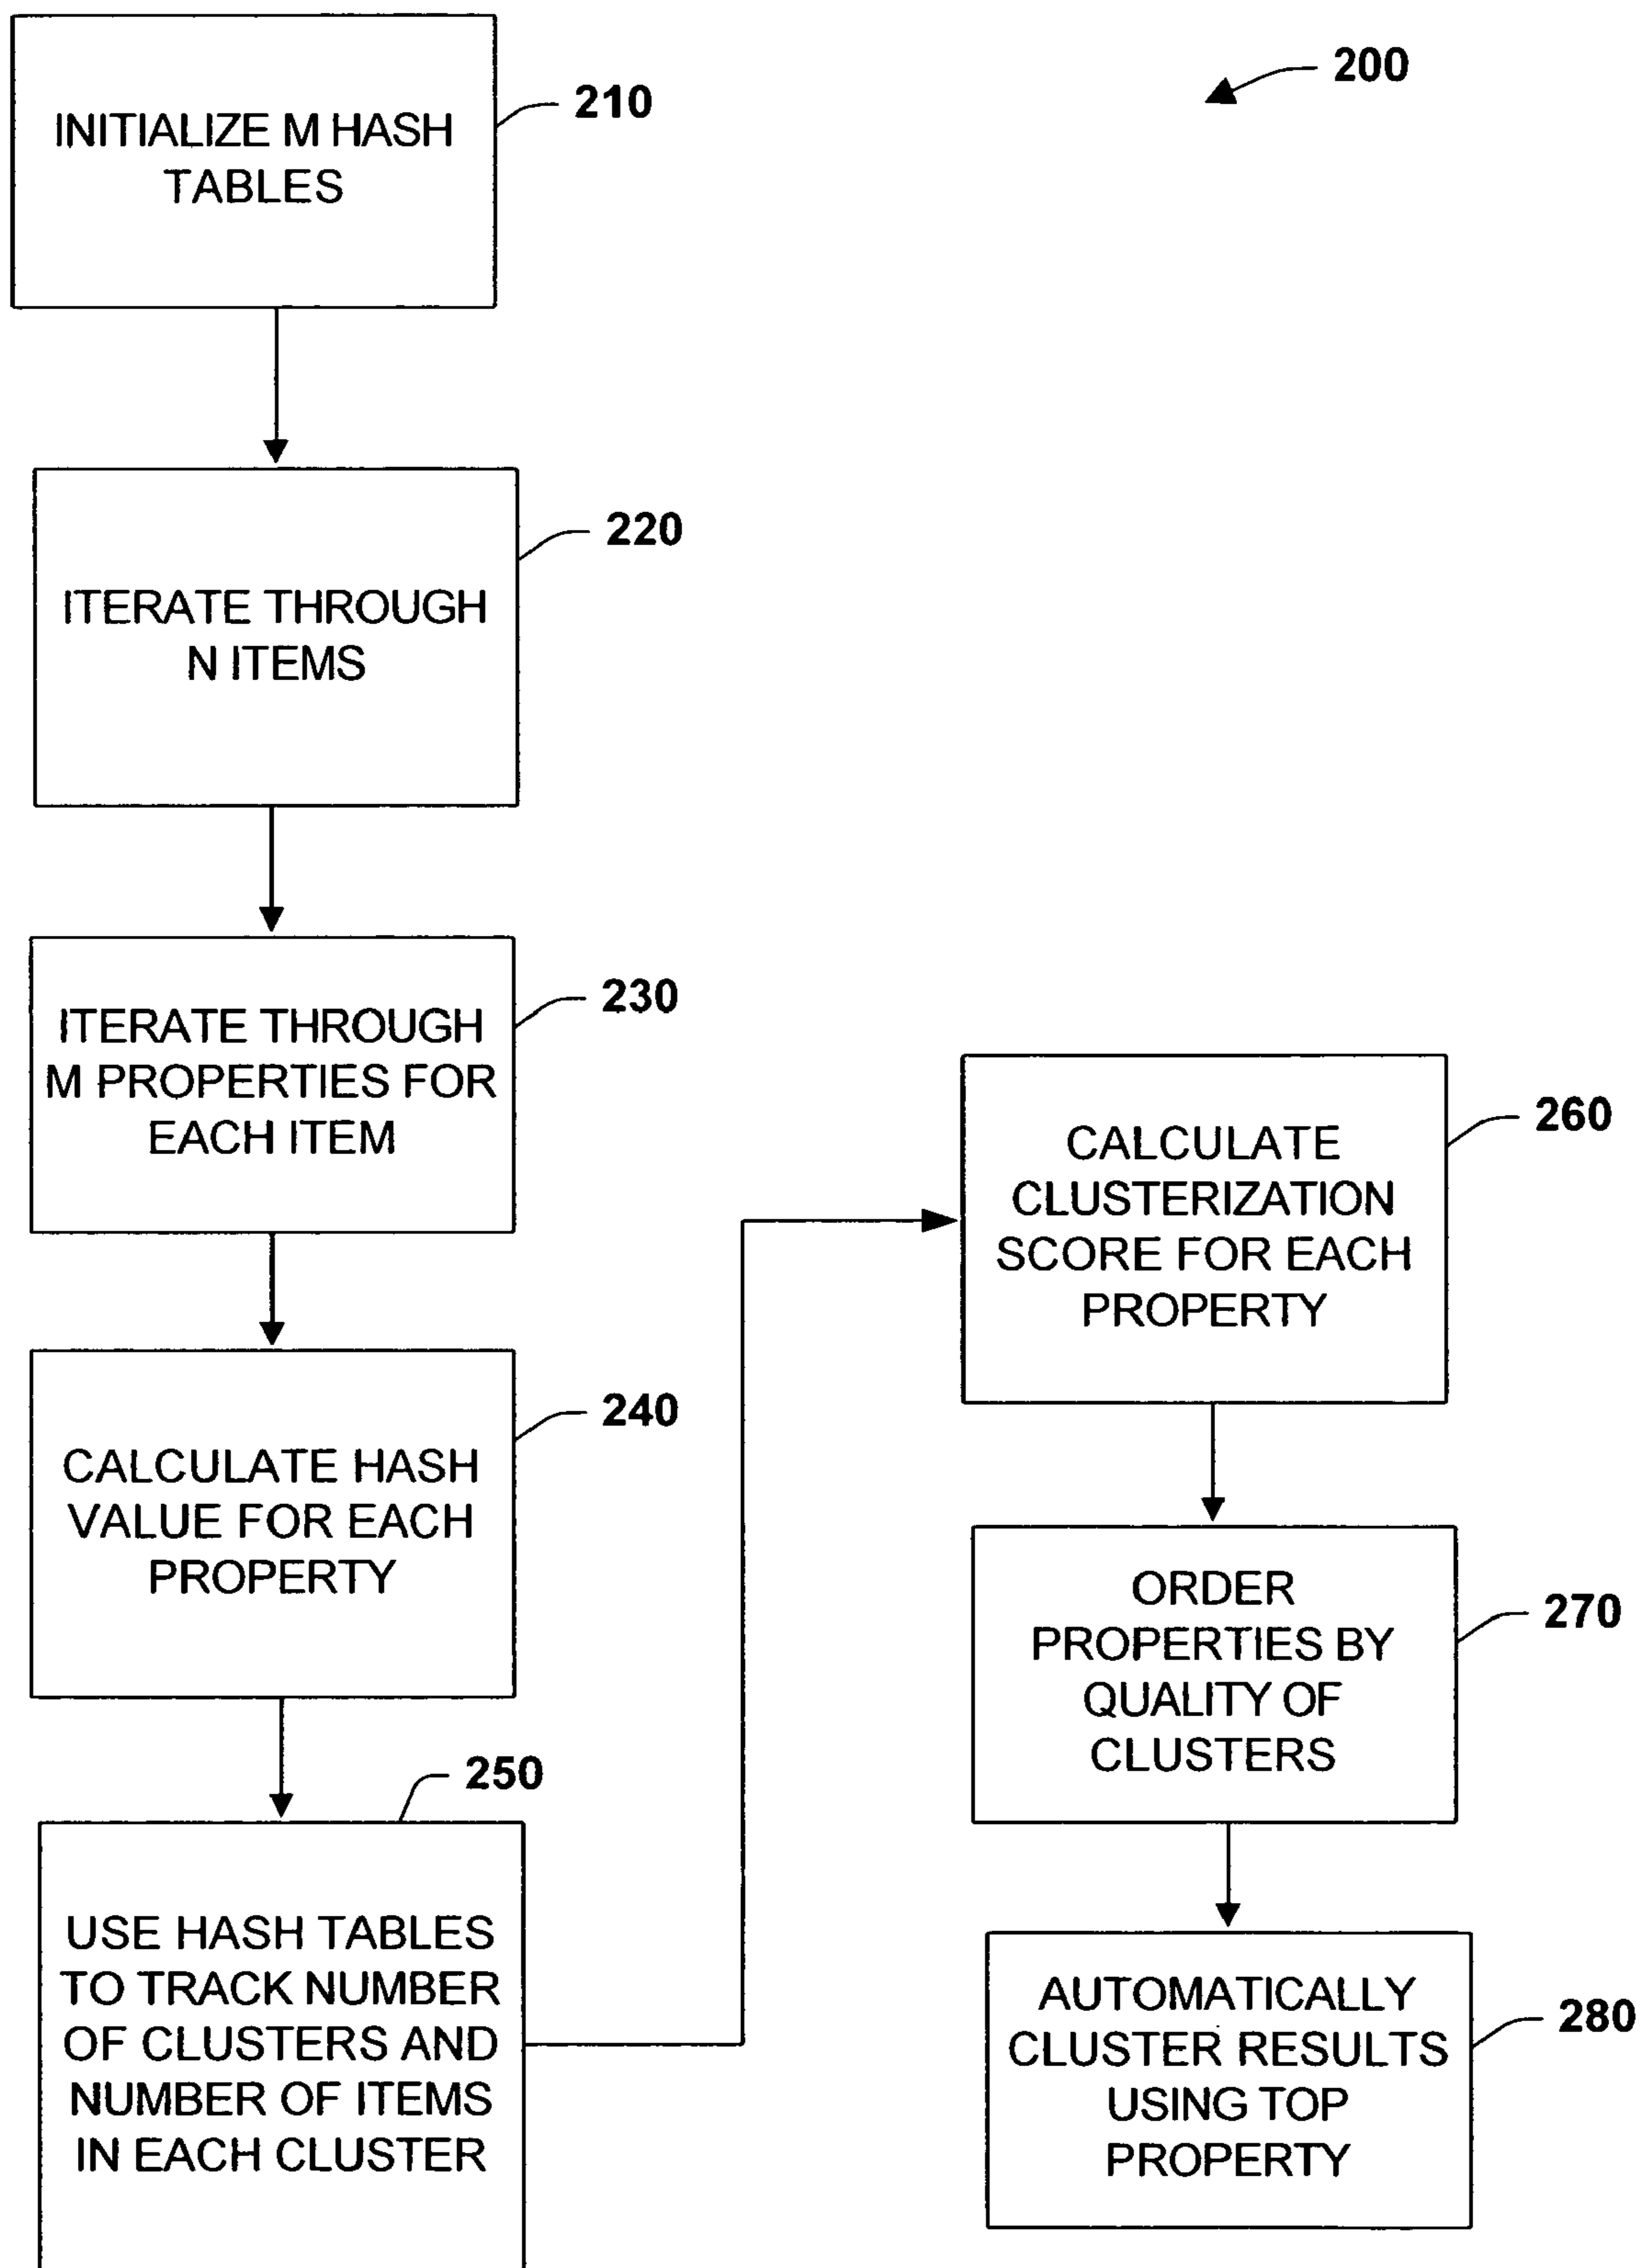 200
INITIALIZE M HASH
TABLES
210
ITERATE THROUGH
N ITEMS
220
ITERATE THROUGH
M PROPERTIES FOR
EACH ITEM
230
CALCULATE HASH
VALUE FOR EACH
PROPERTY
240
USE HASH TABLES
TO TRACK NUMBER
OF CLUSTERS AND
NUMBER OF ITEMS
IN EACH CLUSTER
250
CALCULATE
CLUSTERIZATION
SCORE FOR EACH
PROPERTY
260
ORDER
PROPERTIES BY
QUALITY OF
CLUSTERS
270
AUTOMATICALLY
CLUSTER RESULTS
USING TOP
PROPERTY
280